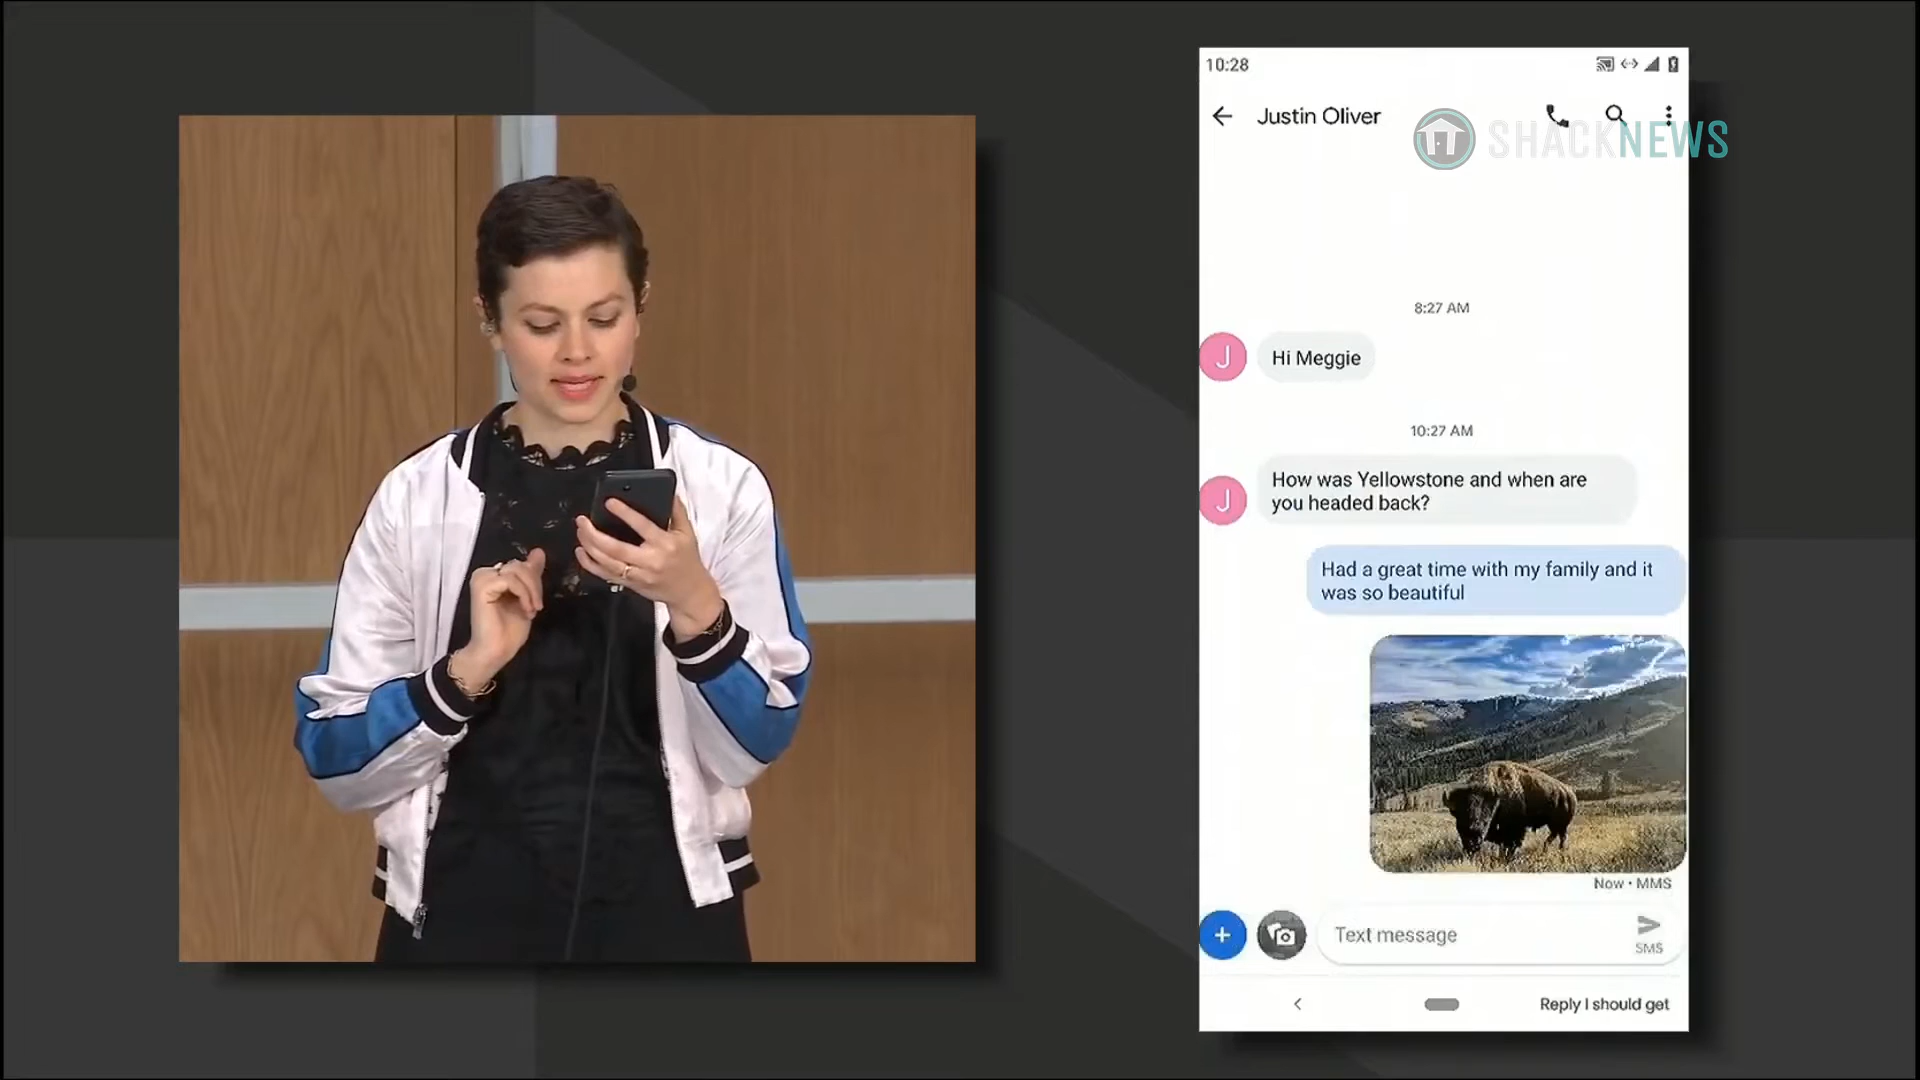 10:28
Justin Oliver
SHACKNEWS
8:27 AM
J
Hi Meggie
10:27 AM
How was Yellowstone and when are
you headed back?
J
Had a great time with my family and it
was so beautiful
Now • MMS
Text message
SMS
Reply I should get